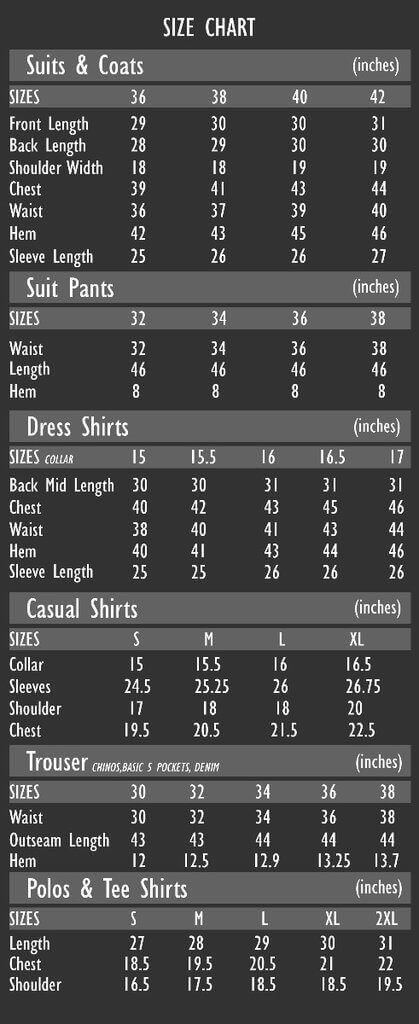 SIZE CHART
Suits & Coats (inches)
SIZES 36 38 40 42
Front Length 29 30 30 31
Back Length 28 29 30 30
Shoulder Width 18 18 19 19
Chest 39 41 43 44
Waist 36 37 39 40
Hem 42 43 45 46
Sleeve Length 25 26 26 27
Suit Pants (inches)
SIZES 32 34 36 38
Waist 32 34 36 38
Length 46 46 46 46
Hem 8 8 8 8
Dress Shirts (inches)
SIZES COLLAR 15 15.5 16 16.5 17
Back Mid Length 30 30 31 31 31
Chest 40 42 43 45 46
Waist 38 40 41 43 44
Hem 40 41 43 44 46
Sleeve Length 25 25 26 26 26
Casual Shirts (inches)
SIZES S M L XL
Collar 15 15.5 16 16.5
Sleeves 24.5 25.25 26 26.75
Shoulder 17 18 18 20
Chest 19.5 20.5 21.5 22.5
Trouser CHINOS,BASIC 5 POCKETS, DENIM (inches)
SIZES 30 32 34 36 38
Waist 30 32 34 36 38
Outseam Length 43 43 44 44 44
Hem 12 12.5 12.9 13.25 13.7
Polos & Tee Shirts (inches)
SIZES S M L XL 2XL
Length 27 28 29 30 31
Chest 18.5 19.5 20.5 21 22
Shoulder 16.5 17.5 18.5 18.5 19.5